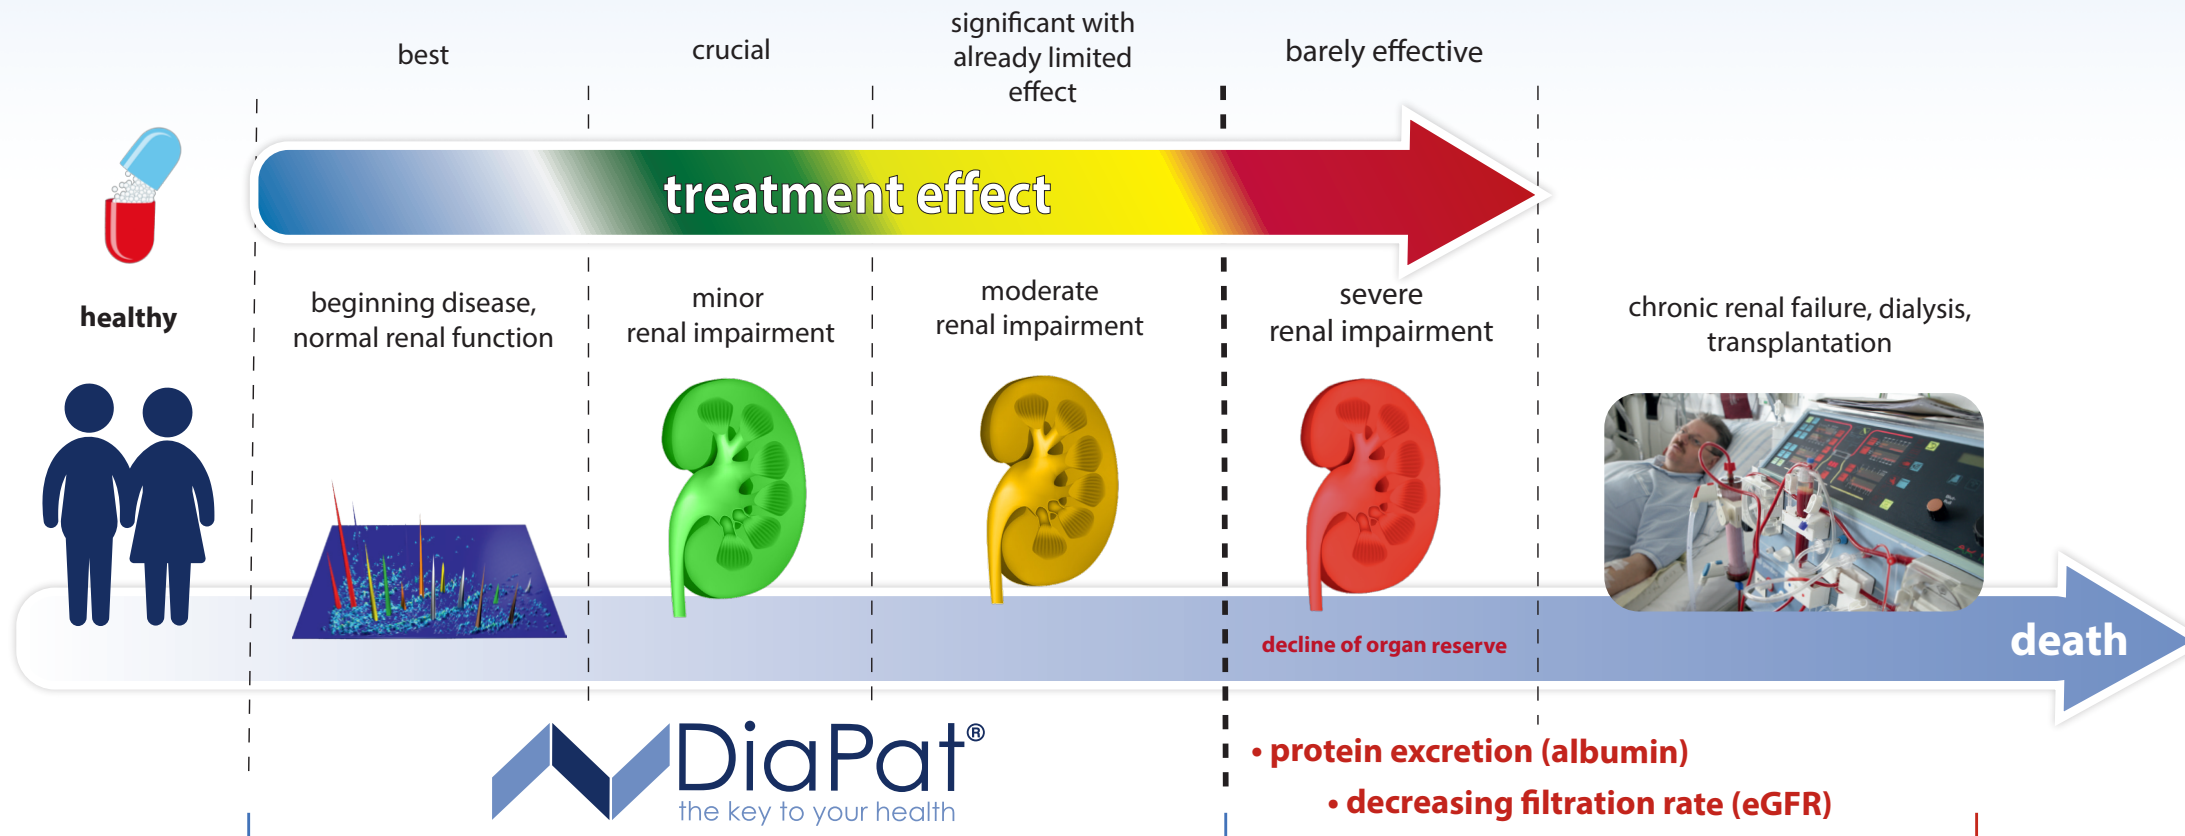 best
crucial
significant with
already limited
effect
barely effective
treatment effect
healthy
beginning disease,
normal renal function
minor
renal impairment
moderate
renal impairment
severe
renal impairment
chronic renal failure, dialysis,
transplantation
decline of organ reserve
death
DiaPat®
the key to your health
• protein excretion (albumin)
• decreasing filtration rate (eGFR)